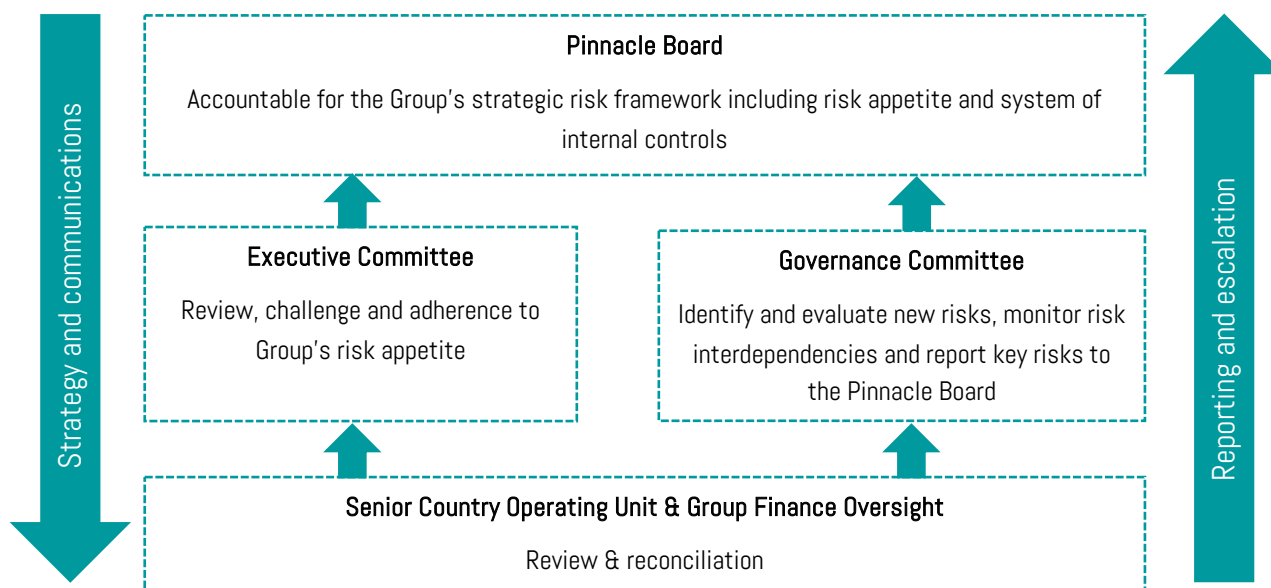 Strategy and communications
Pinnacle Board
Accountable for the Group's strategic risk framework including risk appetite and system of
internal controls
Executive Committee
Review, challenge and adherence to
Group's risk appetite
Governance Committee
Identify and evaluate new risks, monitor risk
interdependencies and report key risks to
the Pinnacle Board
Senior Country Operating Unit & Group Finance Oversight
Review & reconciliation
Reporting and escalation